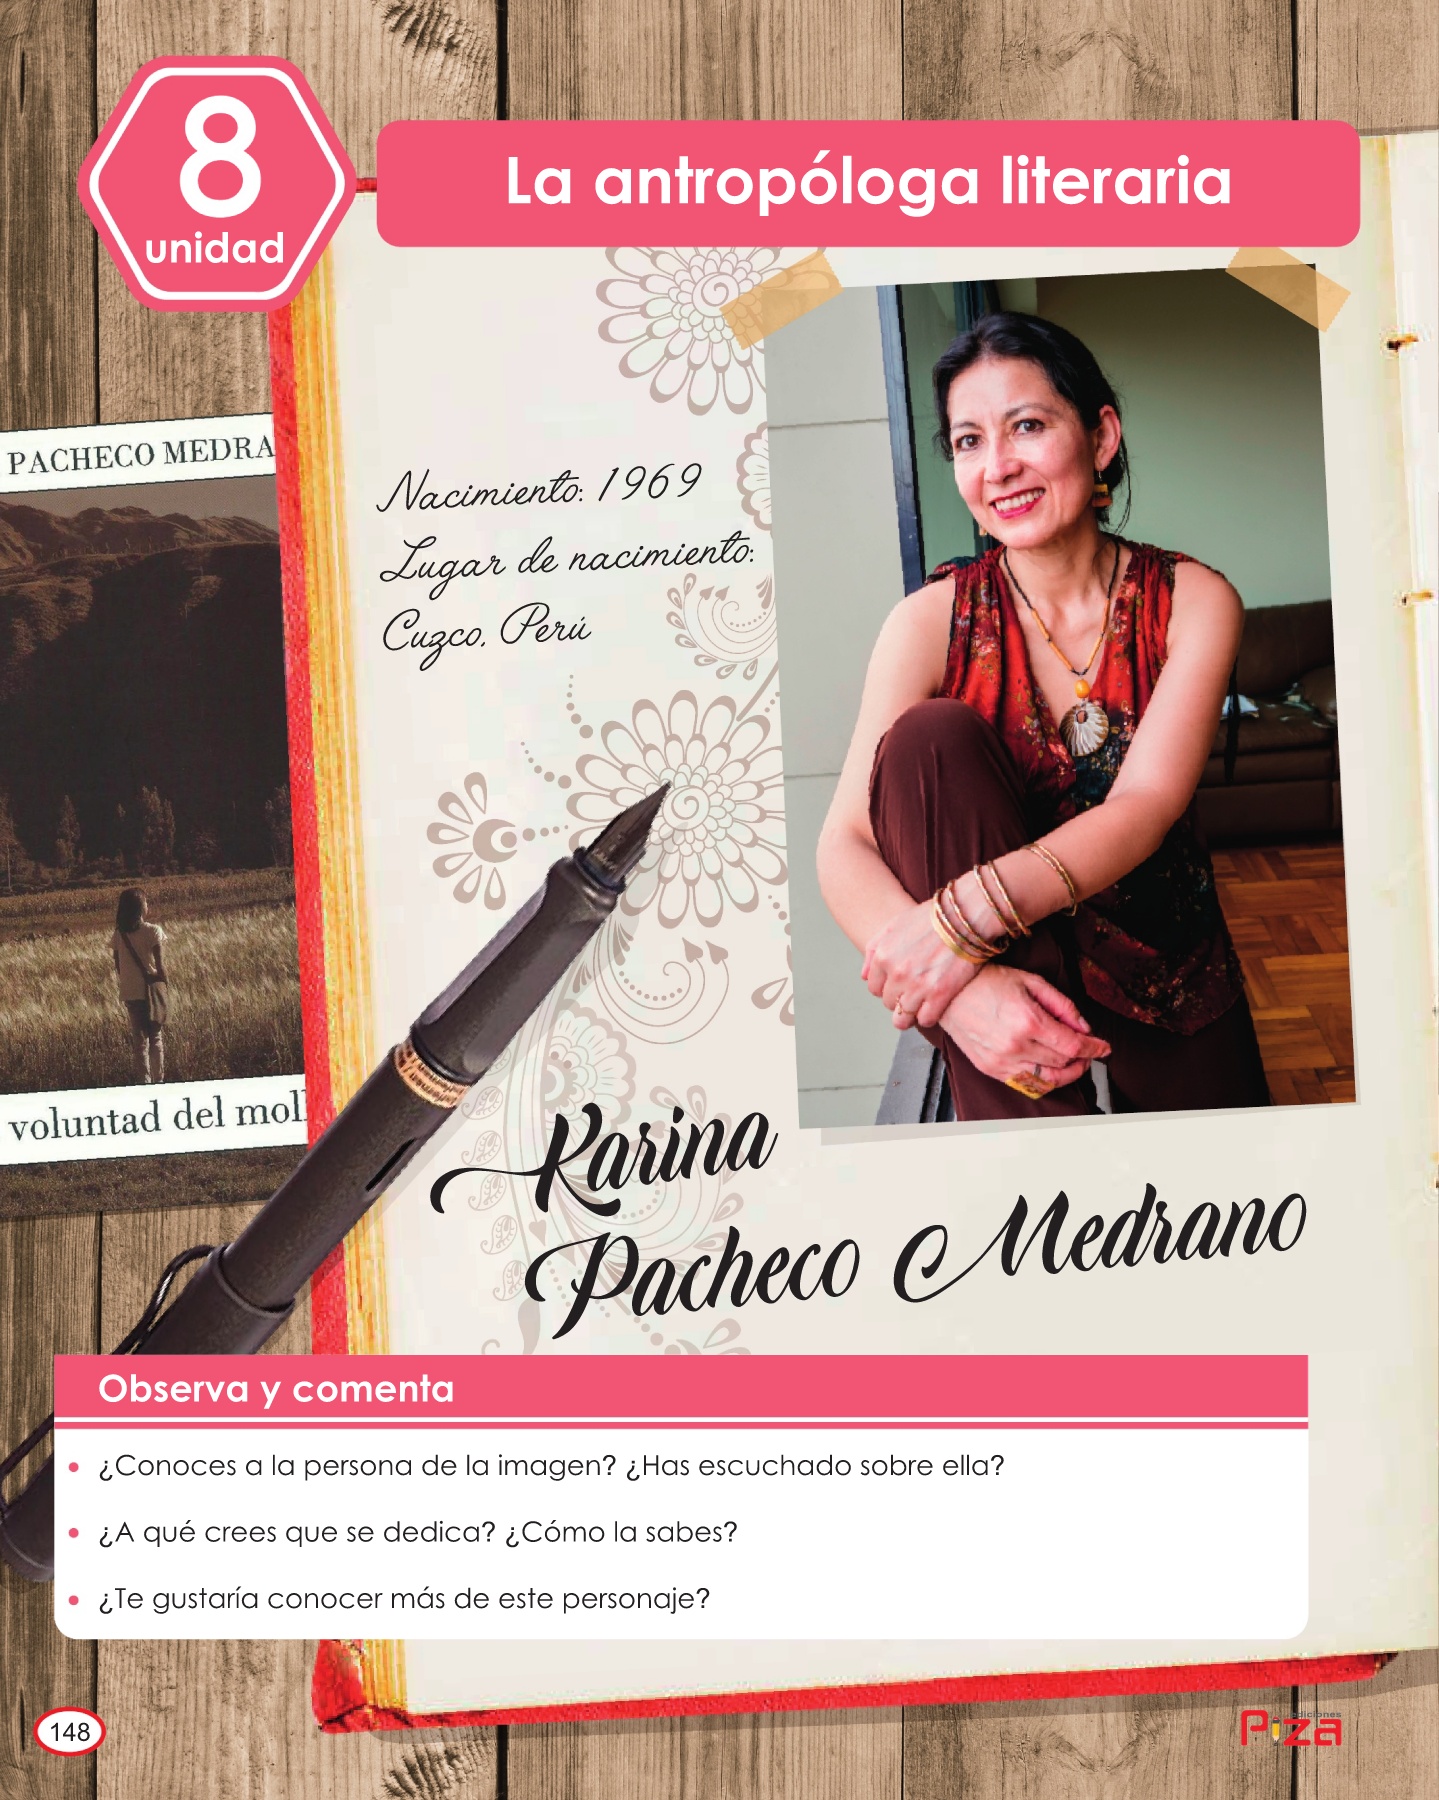 8
unidad
La antropóloga literaria
PACHECO MEDRA
Nacimiento: 1969
Lugar de nacimiento:
Cuzco, Perú
voluntad del mol
Karina
Pacheco Medrano
Observa y comenta
• ¿Conoces a la persona de la imagen? ¿Has escuchado sobre ella?
• ¿A qué crees que se dedica? ¿Cómo la sabes?
• ¿Te gustaría conocer más de este personaje?
148
ediciones
Piza